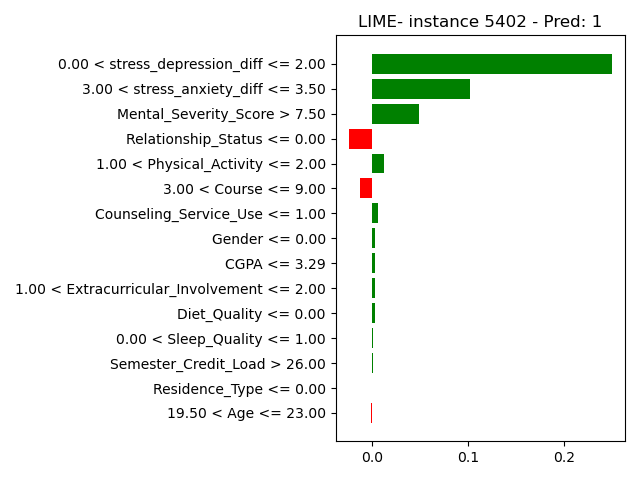 LIME- instance 5402 - Pred: 1
0.00 < stress_depression_diff <= 2.00
3.00 < stress_anxiety_diff <= 3.50
Mental_Severity_Score > 7.50
Relationship_Status <= 0.00
1.00 < Physical_Activity <= 2.00
3.00 < Course <= 9.00
Counseling_Service_Use <= 1.00
Gender <= 0.00
CGPA <= 3.29
1.00 < Extracurricular_Involvement <= 2.00
Diet_Quality <= 0.00
0.00 < Sleep_Quality <= 1.00
Semester_Credit_Load > 26.00
Residence_Type <= 0.00
19.50 < Age <= 23.00
0.0 0.1 0.2